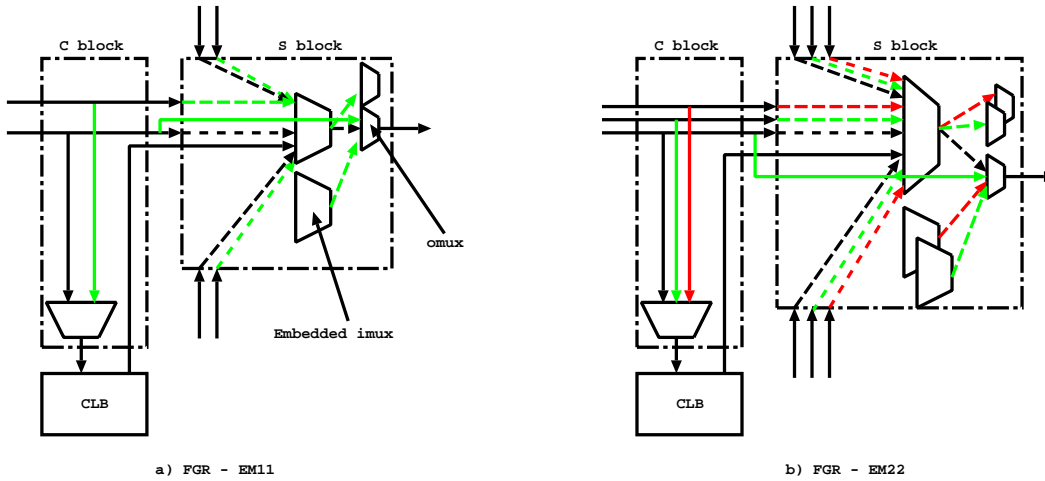 C block
S block
omux
Embedded imux
CLB
a) FGR - EM11
C block
S block
CLB
b) FGR - EM22